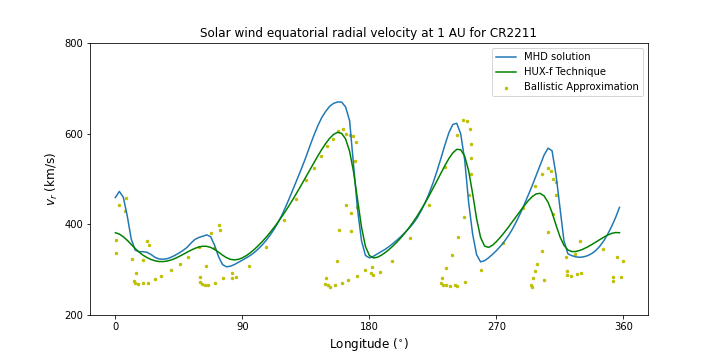 Solar wind equatorial radial velocity at 1 AU for CR2211
MHD solution
HUX-f Technique
Ballistic Approximation
800
600
400
200
v_r (km/s)
0 90 180 270 360
Longitude (°)